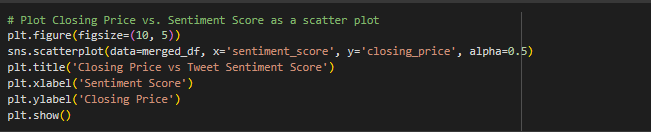 # Plot Closing Price vs. Sentiment Score as a scatter plot
plt.figure(figsize=(10, 5))
sns.scatterplot(data=merged_df, x='sentiment_score', y='closing_price', alpha=0.5)
plt.title('Closing Price vs Tweet Sentiment Score')
plt.xlabel('Sentiment Score')
plt.ylabel('Closing Price')
plt.show()